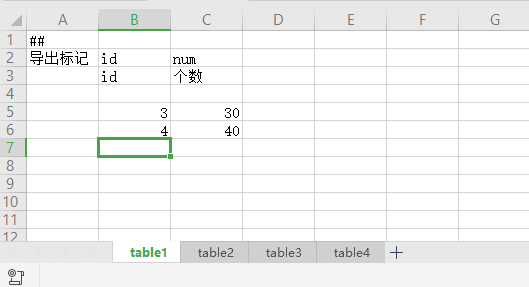 A B C D E F G
1 ##
2 导出标记 id num
3 id 个数
4
5 3 30
6 4 40
7
8
9
10
11
12
table1 table2 table3 table4